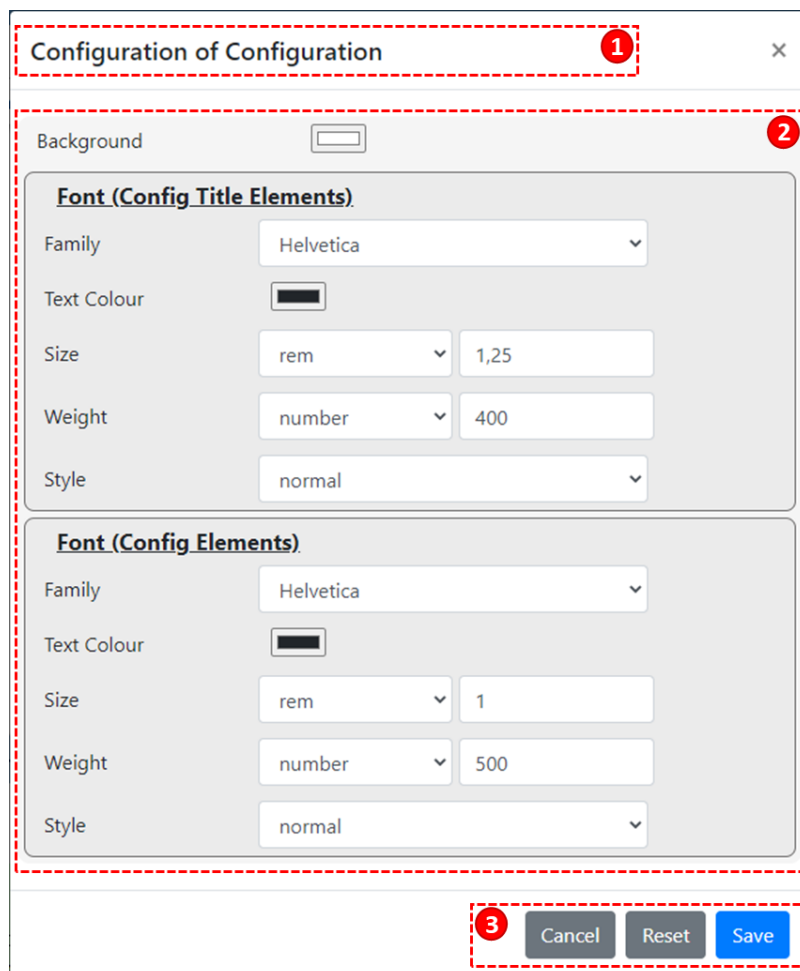 Configuration of Configuration 1 ×
Background 2
Font (Config Title Elements)
Family Helvetica
Text Colour
Size rem 1,25
Weight number 400
Style normal
Font (Config Elements)
Family Helvetica
Text Colour
Size rem 1
Weight number 500
Style normal
3 Cancel Reset Save